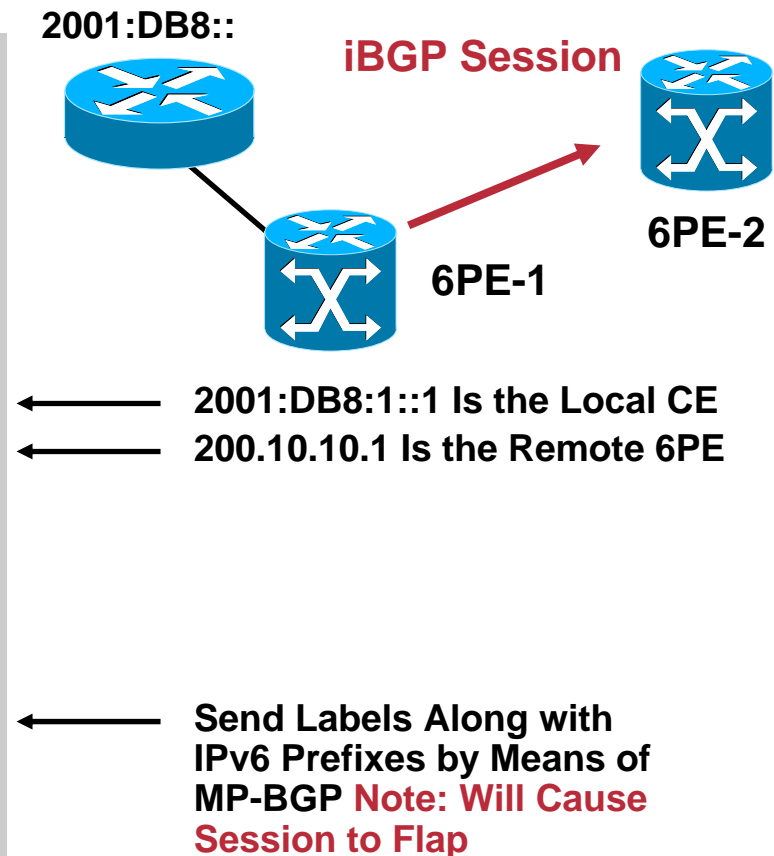 2001:DB8::
iBGP Session
6PE-2
6PE-1
2001:DB8:1::1 Is the Local CE
200.10.10.1 Is the Remote 6PE
Send Labels Along with
IPv6 Prefixes by Means of
MP-BGP Note: Will Cause
Session to Flap